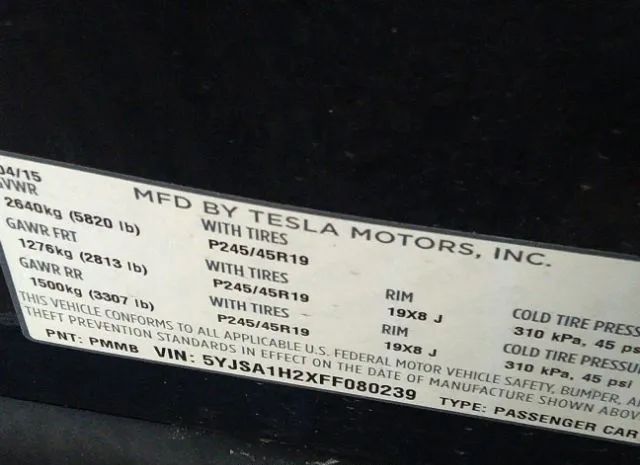 MFD BY TESLA MOTORS, INC.
04/15
GVWR
2640kg (5820 lb) WITH TIRES
GAWR FRT P245/45R19
1276kg (2813 lb) WITH TIRES RIM COLD TIRE PRESS
GAWR RR P245/45R19 19X8 J 310 kPa, 45 psi
1500kg (3307 lb) WITH TIRES RIM COLD TIRE PRESSU
P245/45R19 19X8 J 310 kPa, 45 psi
THIS VEHICLE CONFORMS TO ALL APPLICABLE U.S. FEDERAL MOTOR VEHICLE SAFETY, BUMPER, A
THEFT PREVENTION STANDARDS IN EFFECT ON THE DATE OF MANUFACTURE SHOWN ABOV
PNT: PMMB VIN: 5YJSA1H2XFF080239 TYPE: PASSENGER CAR